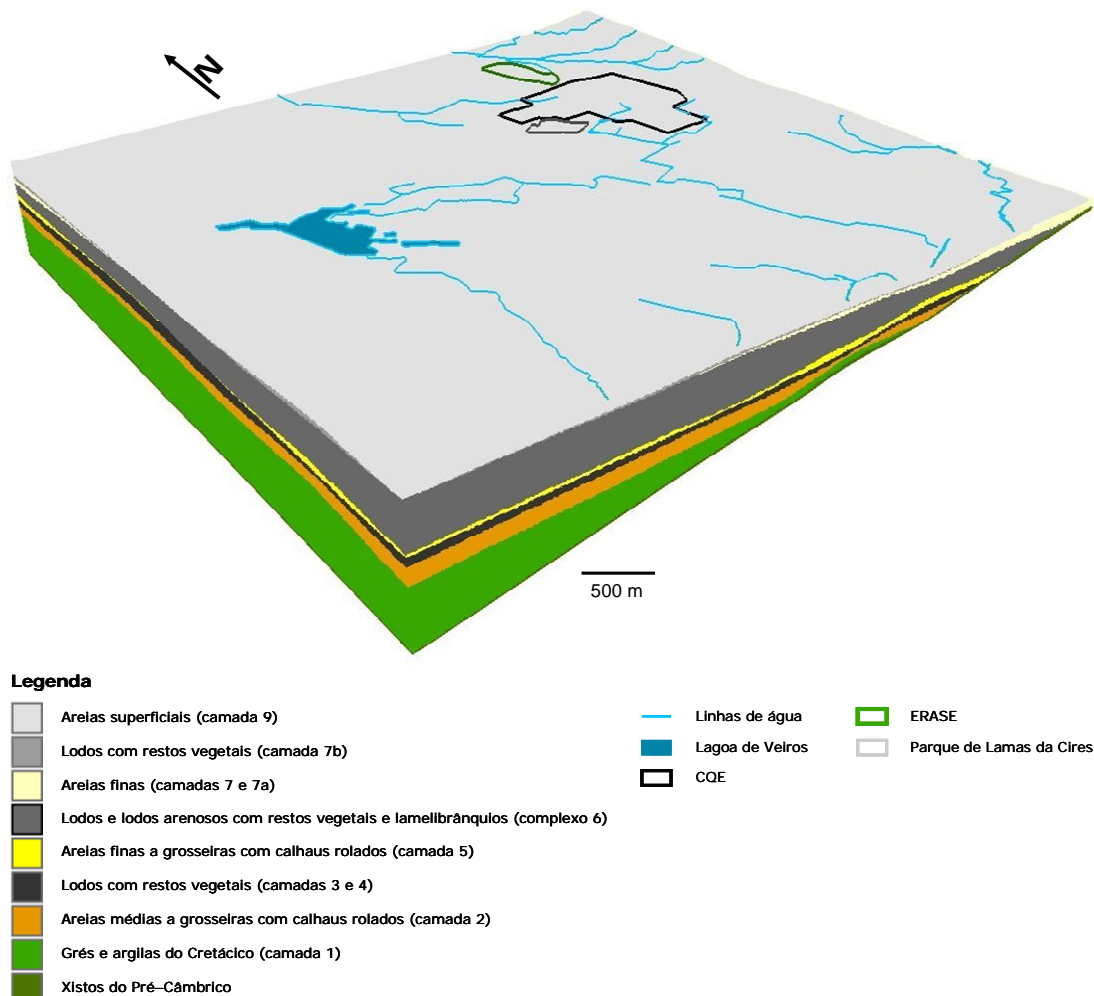 N
500 m
Legenda
Areias superficiais (camada 9)
Lodos com restos vegetais (camada 7b)
Areias finas (camadas 7 e 7a)
Lodos e lodos arenosos com restos vegetais e lamelibrânquios (complexo 6)
Areias finas a grosseiras com calhaus rolados (camada 5)
Lodos com restos vegetais (camadas 3 e 4)
Areias médias a grosseiras com calhaus rolados (camada 2)
Grés e argilas do Cretácico (camada 1)
Xistos do Pré-Câmbrico
Linhas de água
Lagoa de Veiros
CQE
ERASE
Parque de Lamas da Cires